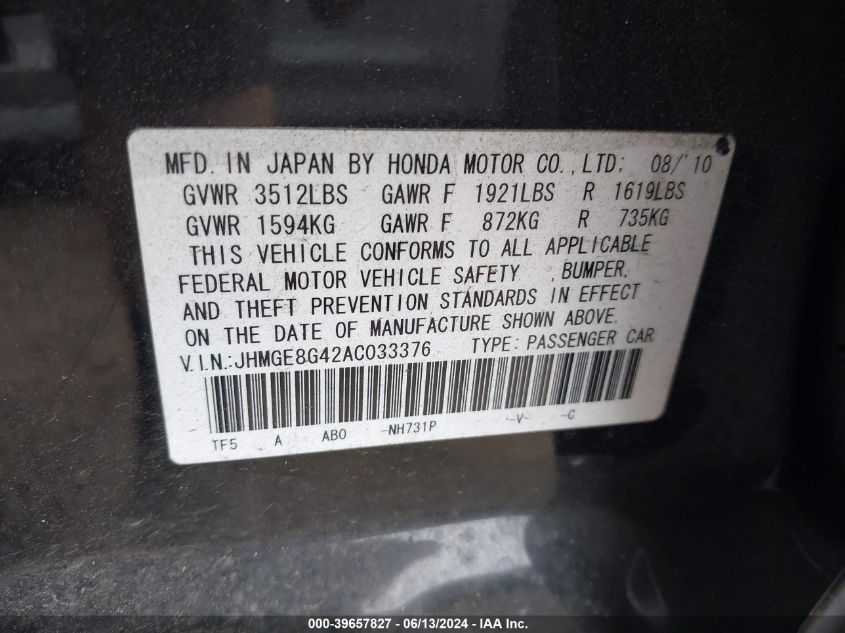 MFD. IN JAPAN BY HONDA MOTOR CO., LTD; 08/'10
GVWR 3512LBS GAWR F 1921LBS R 1619LBS
GVWR 1594KG GAWR F 872KG R 735KG
THIS VEHICLE CONFORMS TO ALL APPLICABLE
FEDERAL MOTOR VEHICLE SAFETY , BUMPER,
AND THEFT PREVENTION STANDARDS IN EFFECT
ON THE DATE OF MANUFACTURE SHOWN ABOVE.
V.I.N.:JHMGE8G42AC033376 TYPE: PASSENGER CAR
TF5 A AB0 -NH731P -V- -C
000-39657827 - 06/13/2024 - IAA Inc.